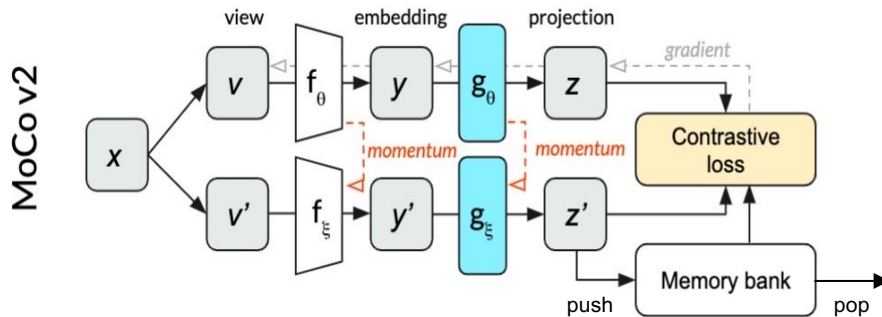 MoCo v2
view
embedding
projection
gradient
x
v
fθ
y
gθ
z
Contrastive
loss
momentum
momentum
v'
fξ
y'
gξ
z'
Memory bank
push
pop